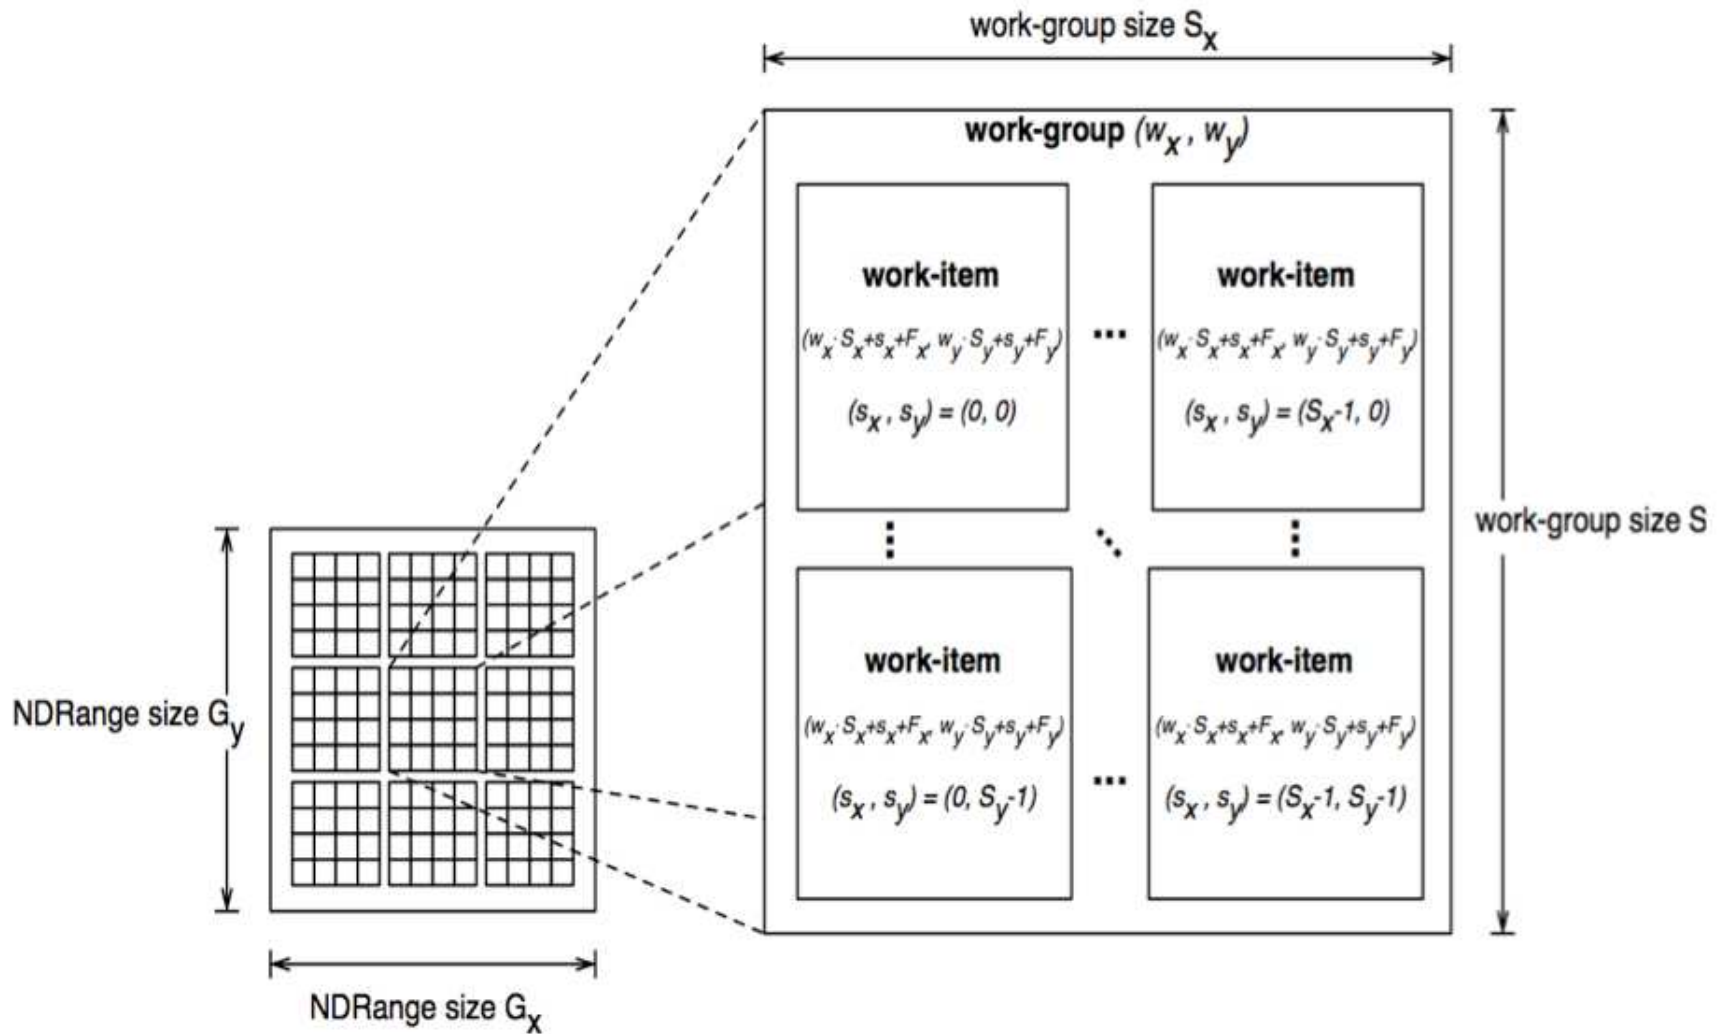 work-group size Sx
work-group (wx , wy)
work-item
work-item
(wx· Sx+sx+Fx, wy· Sy+sy+Fy)
...
(wx· Sx+sx+Fx, wy· Sy+sy+Fy)
(sx , sy) = (0, 0)
(sx , sy) = (Sx-1, 0)
work-group size S
work-item
work-item
NDRange size Gy
(wx· Sx+sx+Fx, wy· Sy+sy+Fy)
(wx· Sx+sx+Fx, wy· Sy+sy+Fy)
...
(sx , sy) = (0, Sy-1)
(sx , sy) = (Sx-1, Sy-1)
NDRange size Gx